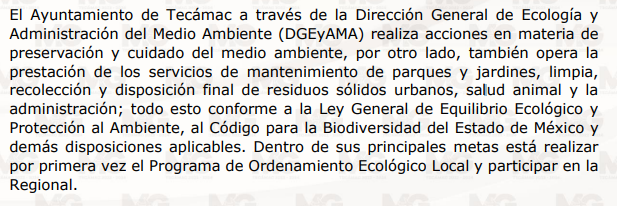 El Ayuntamiento de Tecámac a través de la Dirección General de Ecología y
Administración del Medio Ambiente (DGEyAMA) realiza acciones en materia de
preservación y cuidado del medio ambiente, por otro lado, también opera la
prestación de los servicios de mantenimiento de parques y jardines, limpia,
recolección y disposición final de residuos sólidos urbanos, salud animal y la
administración; todo esto conforme a la Ley General de Equilibrio Ecológico y
Protección al Ambiente, al Código para la Biodiversidad del Estado de México y
demás disposiciones aplicables. Dentro de sus principales metas está realizar
por primera vez el Programa de Ordenamiento Ecológico Local y participar en la
Regional.